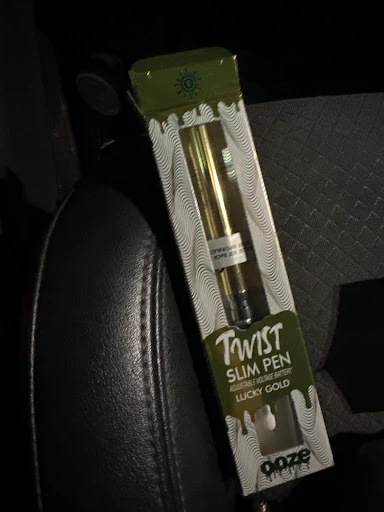 TWIST
SLIM PEN
ADJUSTABLE VOLTAGE BATTERY
LUCKY GOLD
ooze